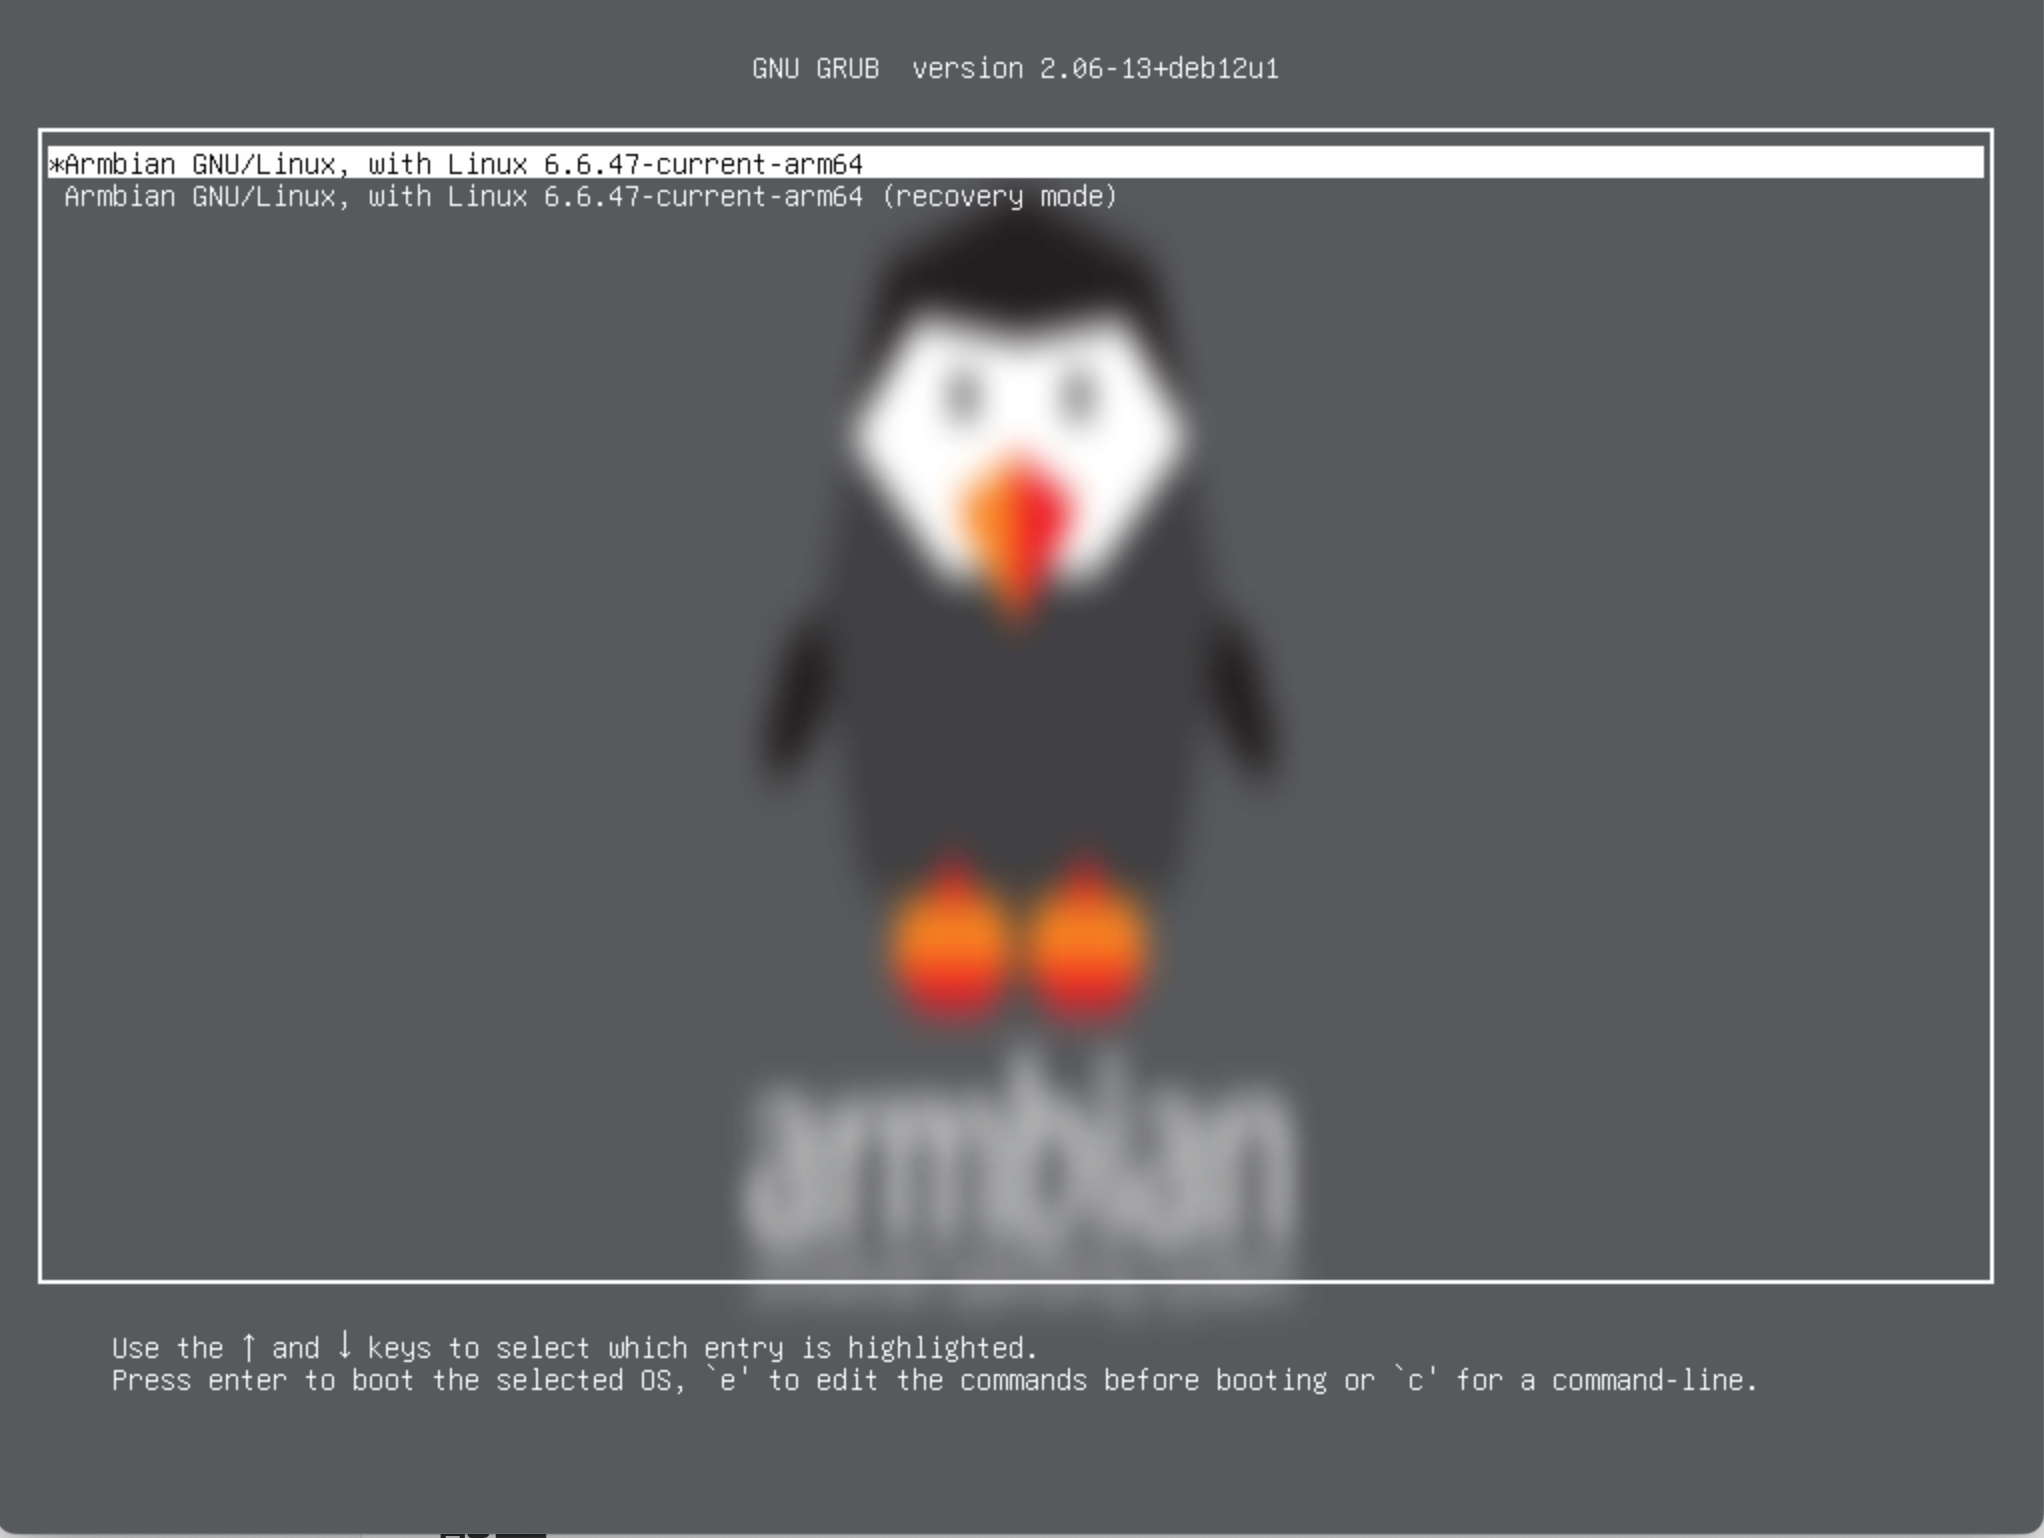 GNU GRUB  version 2.06-13+deb12u1
*Armbian GNU/Linux, with Linux 6.6.47-current-arm64
Armbian GNU/Linux, with Linux 6.6.47-current-arm64 (recovery mode)
armbian
Use the ↑ and ↓ keys to select which entry is highlighted.
Press enter to boot the selected OS, `e' to edit the commands before booting or `c' for a command-line.